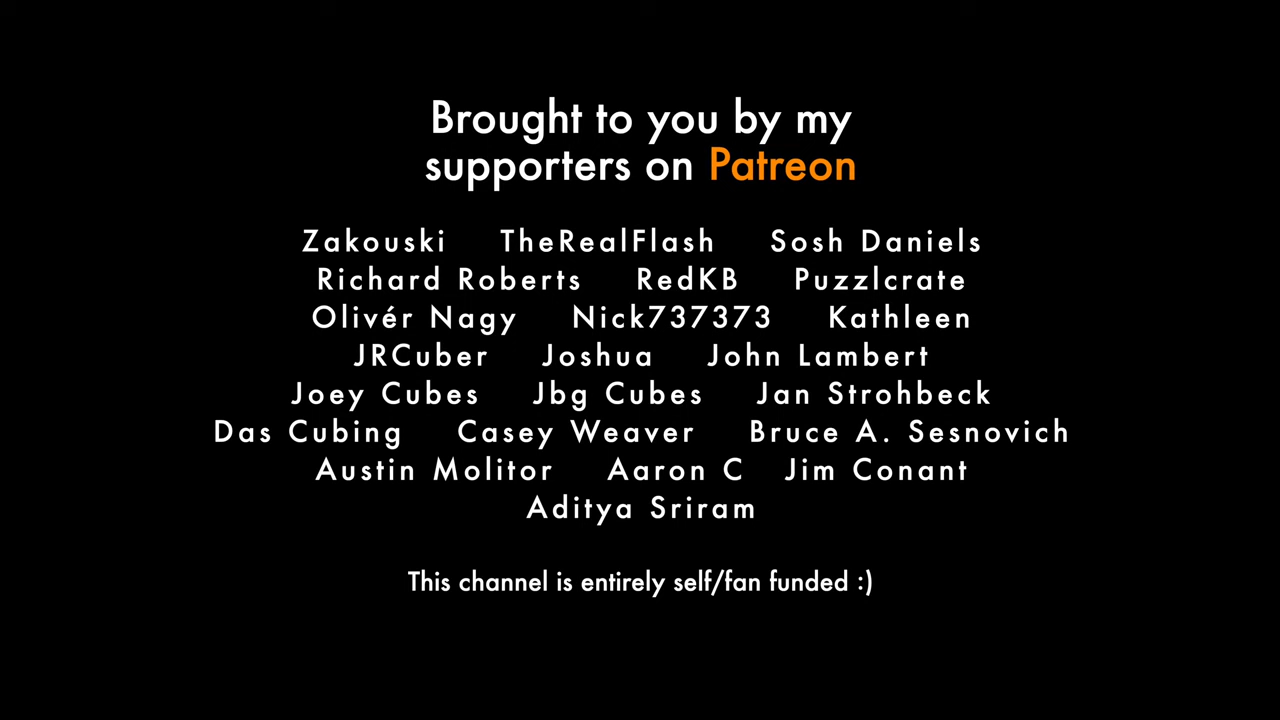 Brought to you by my
supporters on Patreon
Zakouski TheRealFlash Sosh Daniels
Richard Roberts RedKB Puzzlcrate
Olivér Nagy Nick737373 Kathleen
JRCuber Joshua John Lambert
Joey Cubes Jbg Cubes Jan Strohbeck
Das Cubing Casey Weaver Bruce A. Sesnovich
Austin Molitor Aaron C Jim Conant
Aditya Sriram
This channel is entirely self/fan funded :)